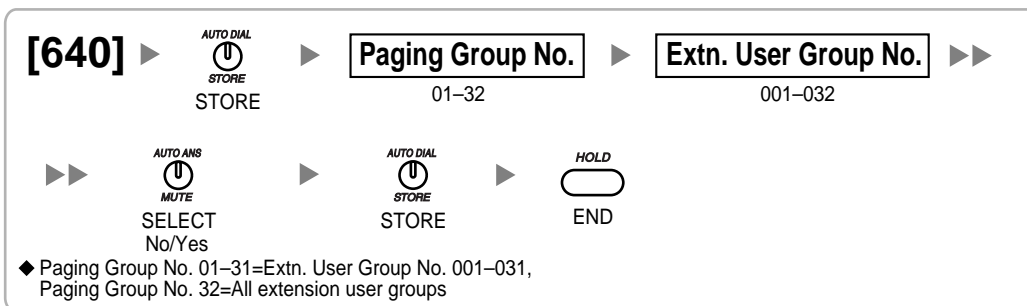 [640]
AUTO DIAL
STORE
STORE
Paging Group No.
01–32
Extn. User Group No.
001–032
AUTO ANS
MUTE
SELECT
No/Yes
AUTO DIAL
STORE
STORE
HOLD
END
◆ Paging Group No. 01–31=Extn. User Group No. 001–031,
Paging Group No. 32=All extension user groups